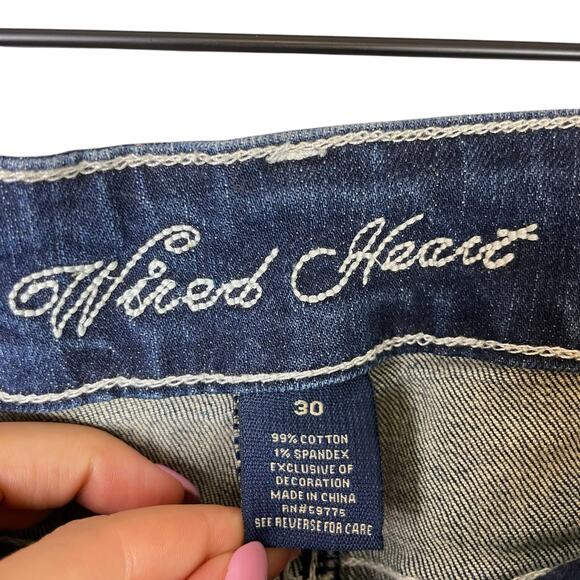 Wired Heart
30
99% COTTON
1% SPANDEX
EXCLUSIVE OF
DECORATION
MADE IN CHINA
RN#59775
SEE REVERSE FOR CARE